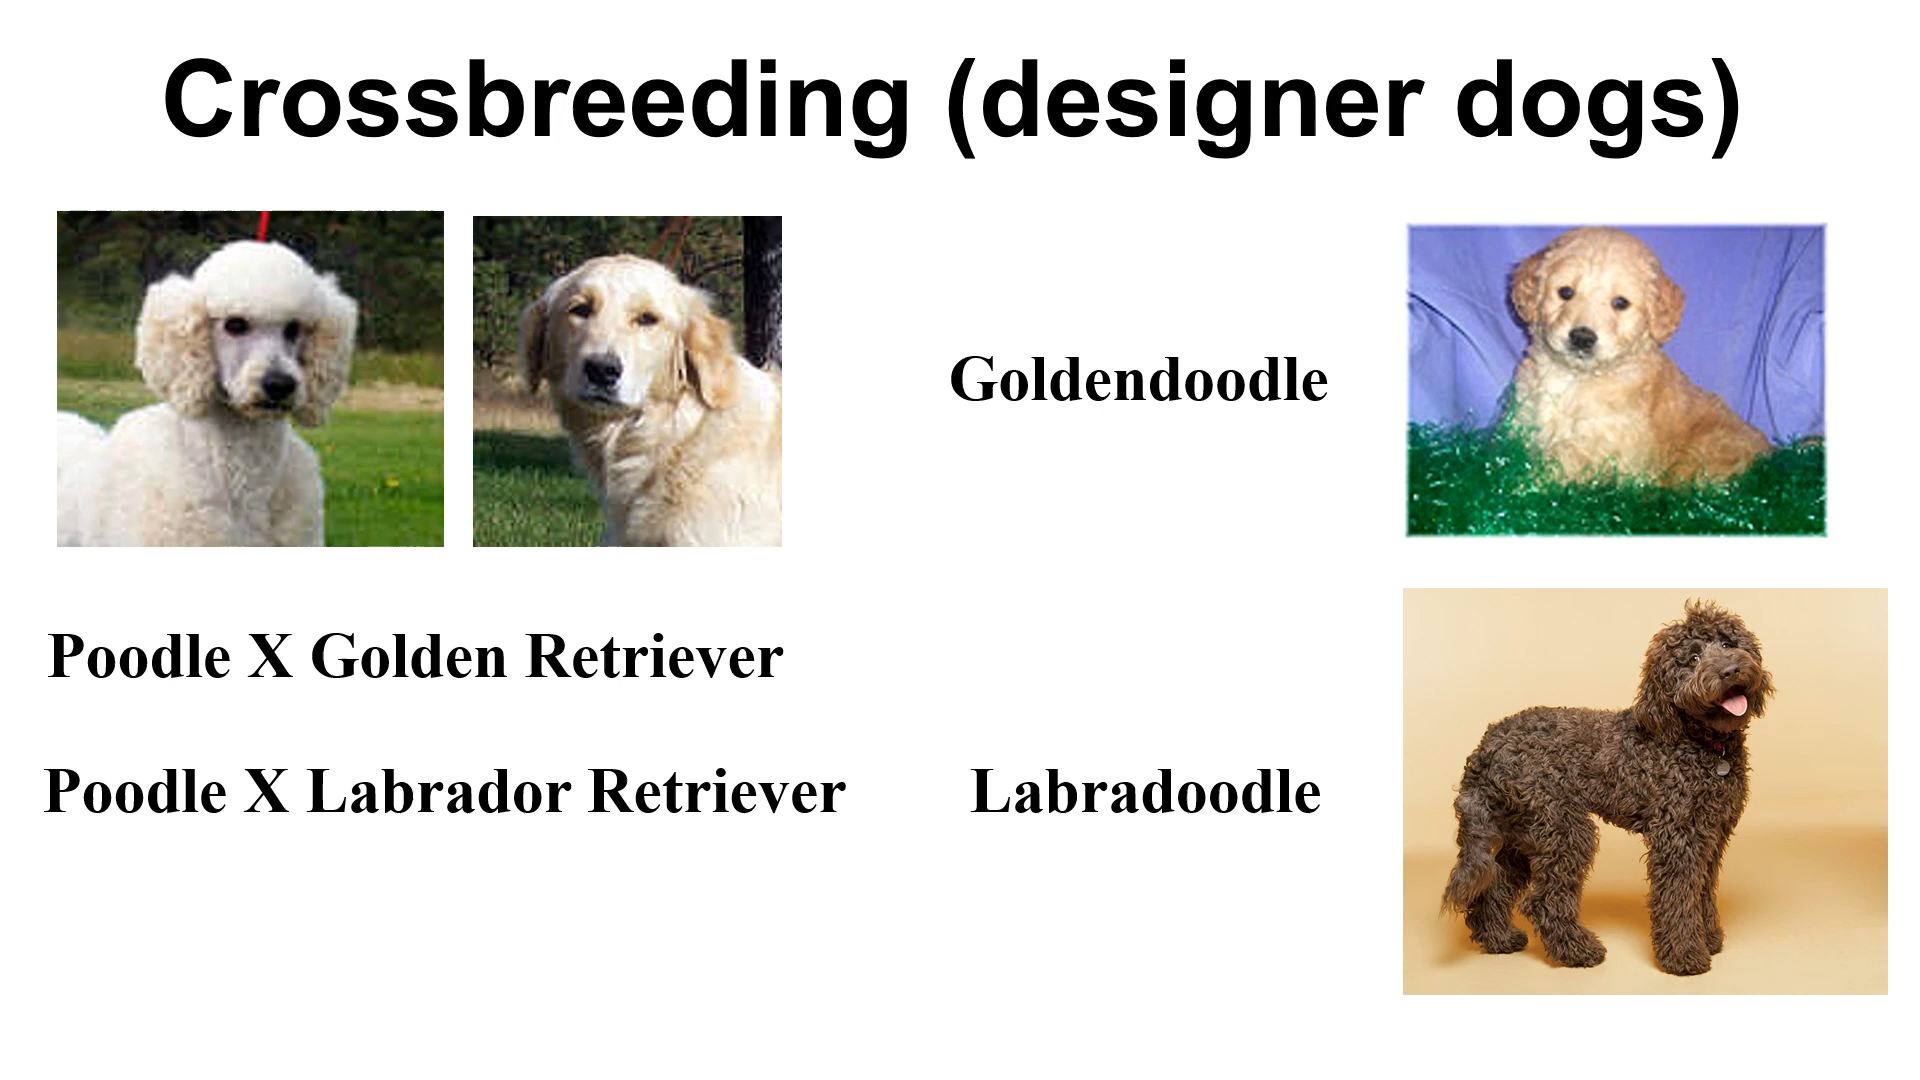 Crossbreeding (designer dogs)
Goldendoodle
Poodle X Golden Retriever
Poodle X Labrador Retriever
Labradoodle